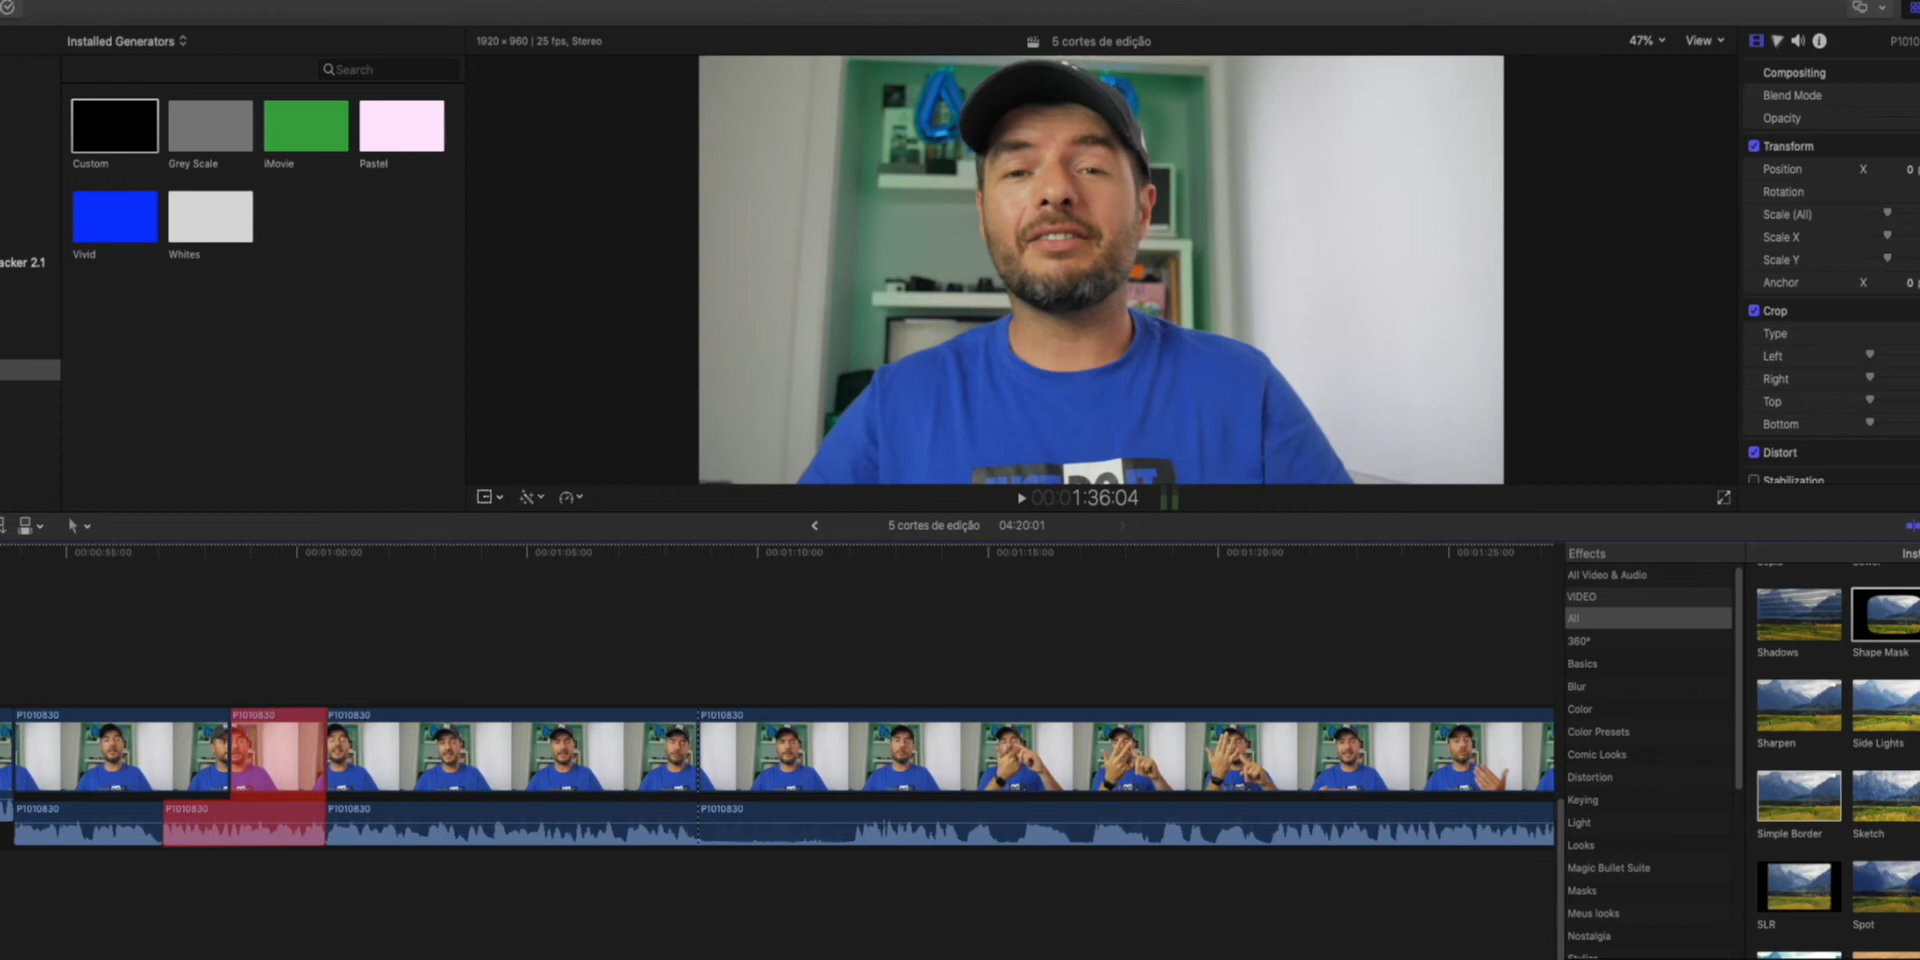 Installed Generators
Search
Custom
Grey Scale
iMovie
Pastel
Vivid
Whites
acker 2.1
1920 × 960 | 25 fps, Stereo
5 cortes de edição
47%
View
DO IT
00:01:36:04
P1010
Compositing
Blend Mode
Opacity
Transform
Position X 0 p
Rotation
Scale (All)
Scale X
Scale Y
Anchor X 0 p
Crop
Type
Left
Right
Top
Bottom
Distort
Stabilization
5 cortes de edição 04:20:01
00:00:55:00
00:01:00:00
00:01:05:00
00:01:10:00
00:01:15:00
00:01:20:00
00:01:25:00
P1010830
P1010830
P1010830
P1010830
P1010830
P1010830
P1010830
P1010830
Effects
All Video & Audio
VIDEO
All
360°
Basics
Blur
Color
Color Presets
Comic Looks
Distortion
Keying
Light
Looks
Magic Bullet Suite
Masks
Meus looks
Nostalgia
Inst
Shadows
Shape Mask
Sharpen
Side Lights
Simple Border
Sketch
SLR
Spot